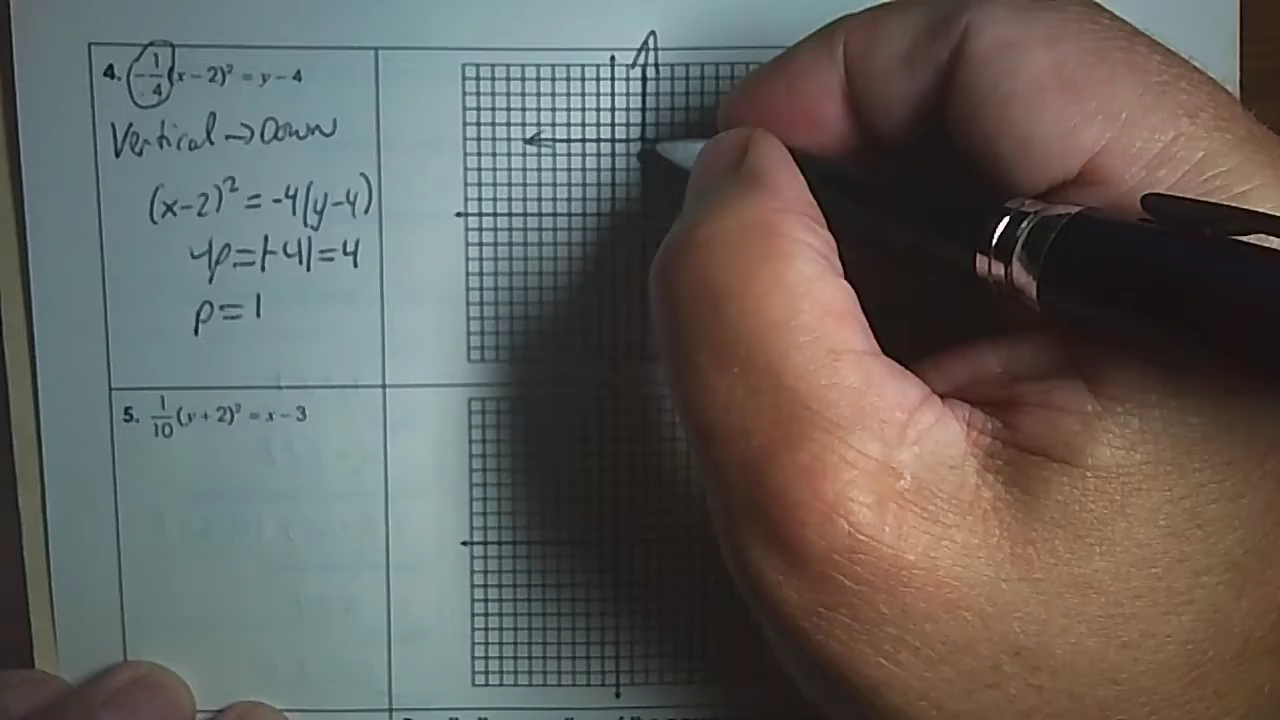 4. (-1/4)(x - 2)² = y - 4
Vertical → Down
(x-2)² = -4(y-4)
4p = |-4| = 4
p = 1
5. 1/10 (y + 2)² = x - 3